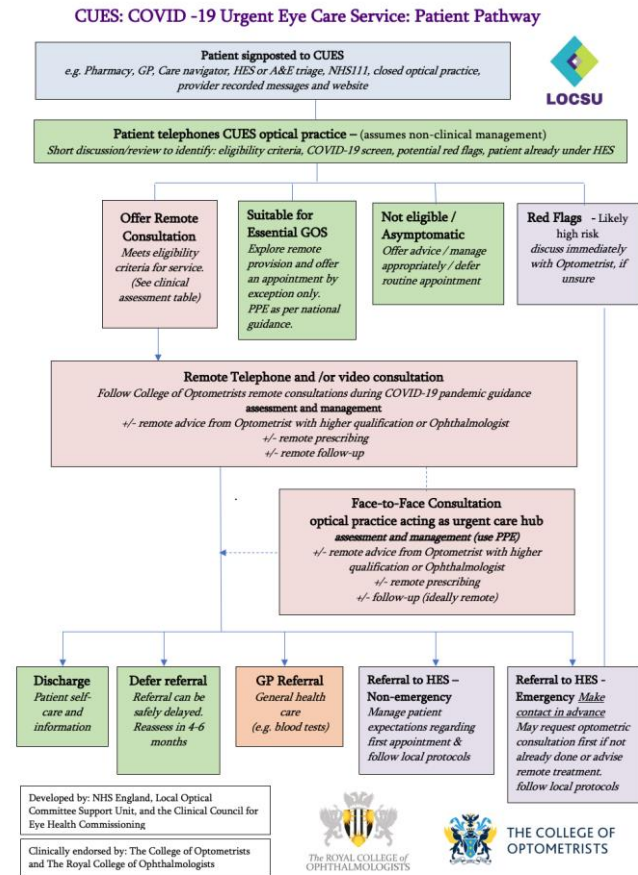 CUES: COVID -19 Urgent Eye Care Service: Patient Pathway
Patient signposted to CUES
e.g. Pharmacy, GP, Care navigator, HES or A&E triage, NHS111, closed optical practice,
provider recorded messages and website
LOCSU
Patient telephones CUES optical practice – (assumes non-clinical management)
Short discussion/review to identify: eligibility criteria, COVID-19 screen, potential red flags, patient already under HES
Offer Remote
Consultation
Meets eligibility
criteria for service.
(See clinical
assessment table)
Suitable for
Essential GOS
Explore remote
provision and offer
an appointment by
exception only.
PPE as per national
guidance.
Not eligible /
Asymptomatic
Offer advice / manage
appropriately / defer
routine appointment
Red Flags - Likely
high risk
discuss immediately
with Optometrist, if
unsure
Remote Telephone and /or video consultation
Follow College of Optometrists remote consultations during COVID-19 pandemic guidance
assessment and management
+/- remote advice from Optometrist with higher qualification or Ophthalmologist
+/- remote prescribing
+/- remote follow-up
Face-to-Face Consultation
optical practice acting as urgent care hub
assessment and management (use PPE)
+/- remote advice from Optometrist with higher
qualification or Ophthalmologist
+/- remote prescribing
+/- follow-up (ideally remote)
Discharge
Patient self-
care and
information
Defer referral
Referral can be
safely delayed.
Reassess in 4-6
months
GP Referral
General health
care
(e.g. blood tests)
Referral to HES –
Non-emergency
Manage patient
expectations regarding
first appointment &
follow local protocols
Referral to HES -
Emergency Make
contact in advance
May request optometric
consultation first if not
already done or advise
remote treatment.
follow local protocols
Developed by: NHS England, Local Optical
Committee Support Unit, and the Clinical Council for
Eye Health Commissioning
Clinically endorsed by: The College of Optometrists
and The Royal College of Ophthalmologists
The ROYAL COLLEGE of
OPHTHALMOLOGISTS
THE COLLEGE OF
OPTOMETRISTS